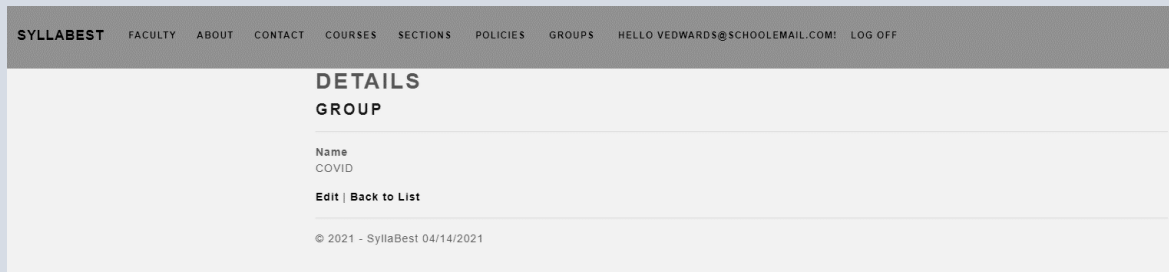 SYLLABEST FACULTY ABOUT CONTACT COURSES SECTIONS POLICIES GROUPS HELLO VEDWARDS@SCHOOLEMAIL.COM! LOG OFF
DETAILS
GROUP
Name
COVID
Edit | Back to List
© 2021 - SyllaBest 04/14/2021